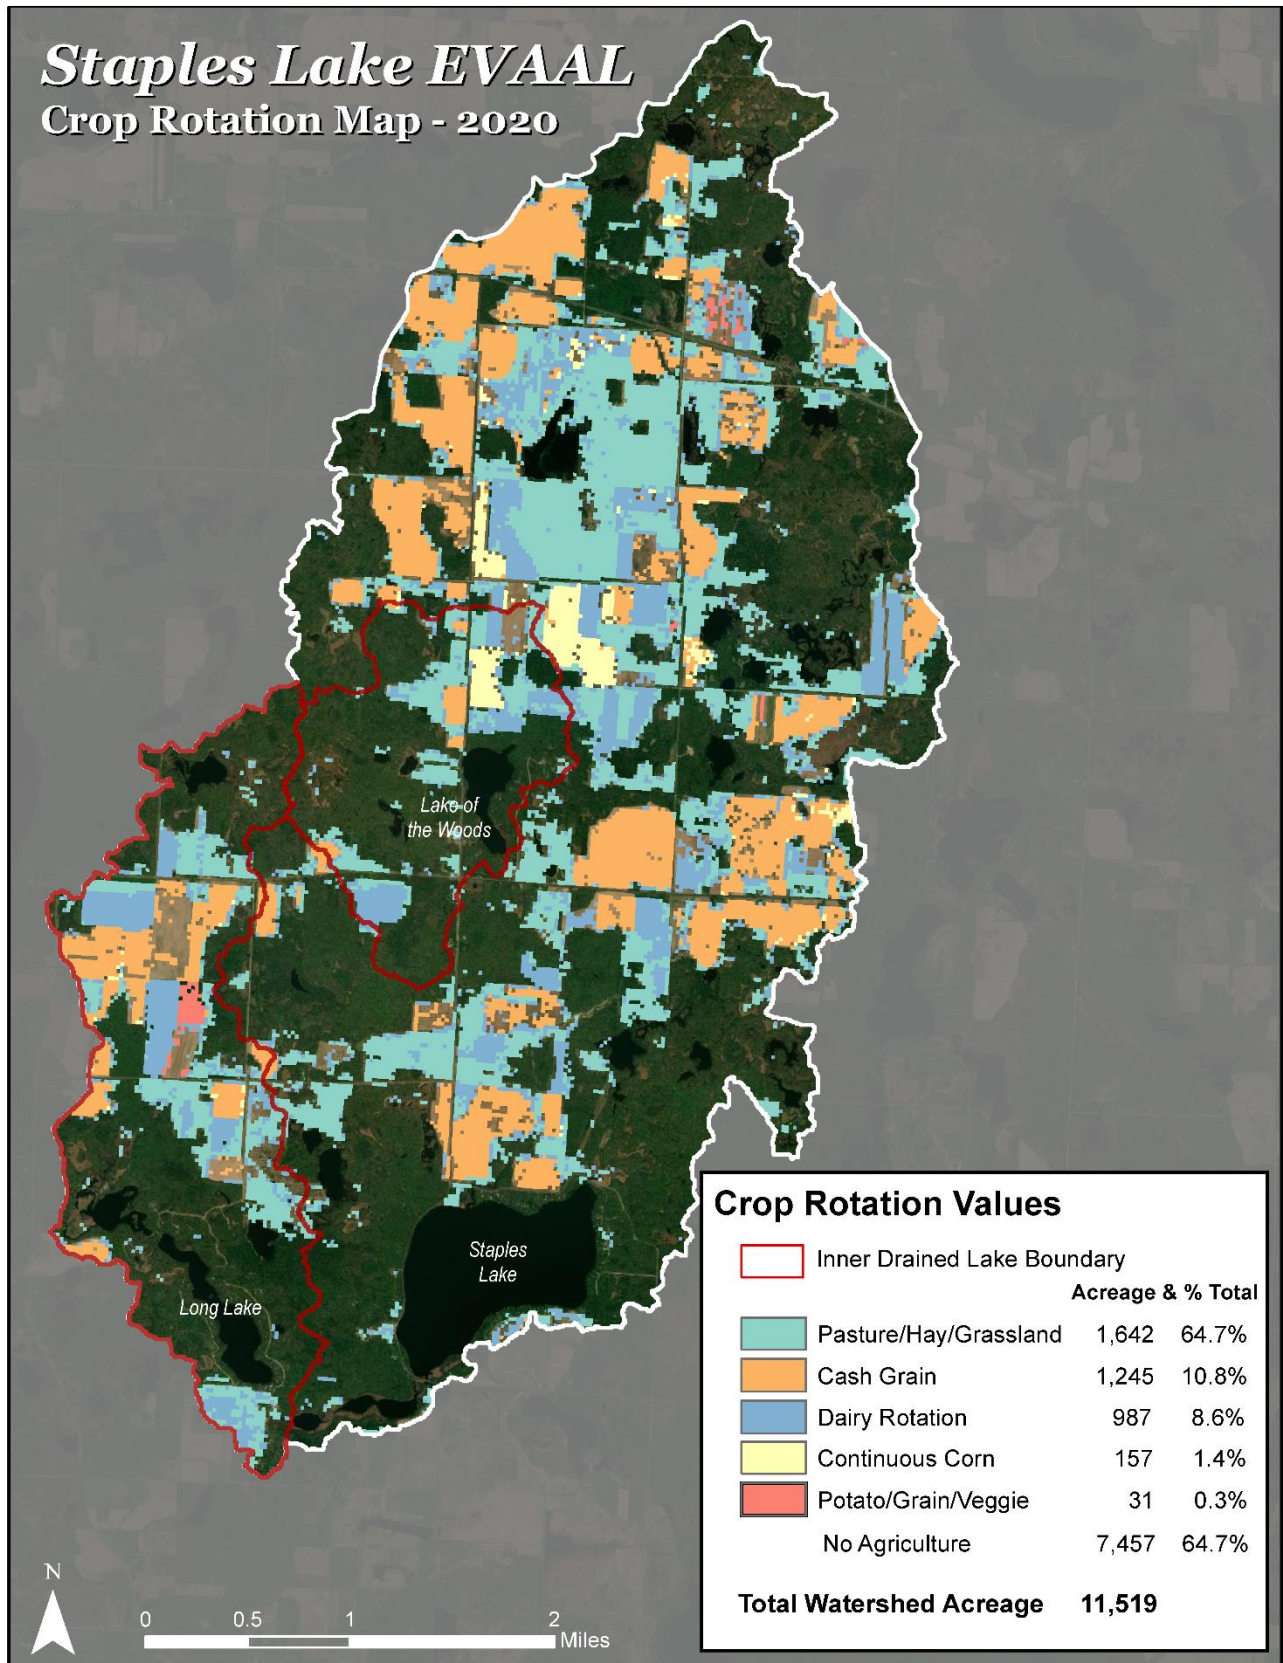 Staples Lake EVAAL
Crop Rotation Map - 2020
Lake of
the Woods
Staples
Lake
Long Lake
Crop Rotation Values
Inner Drained Lake Boundary
Acreage & % Total
Pasture/Hay/Grassland 1,642 64.7%
Cash Grain 1,245 10.8%
Dairy Rotation 987 8.6%
Continuous Corn 157 1.4%
Potato/Grain/Veggie 31 0.3%
No Agriculture 7,457 64.7%
Total Watershed Acreage 11,519
N
0 0.5 1 2
Miles